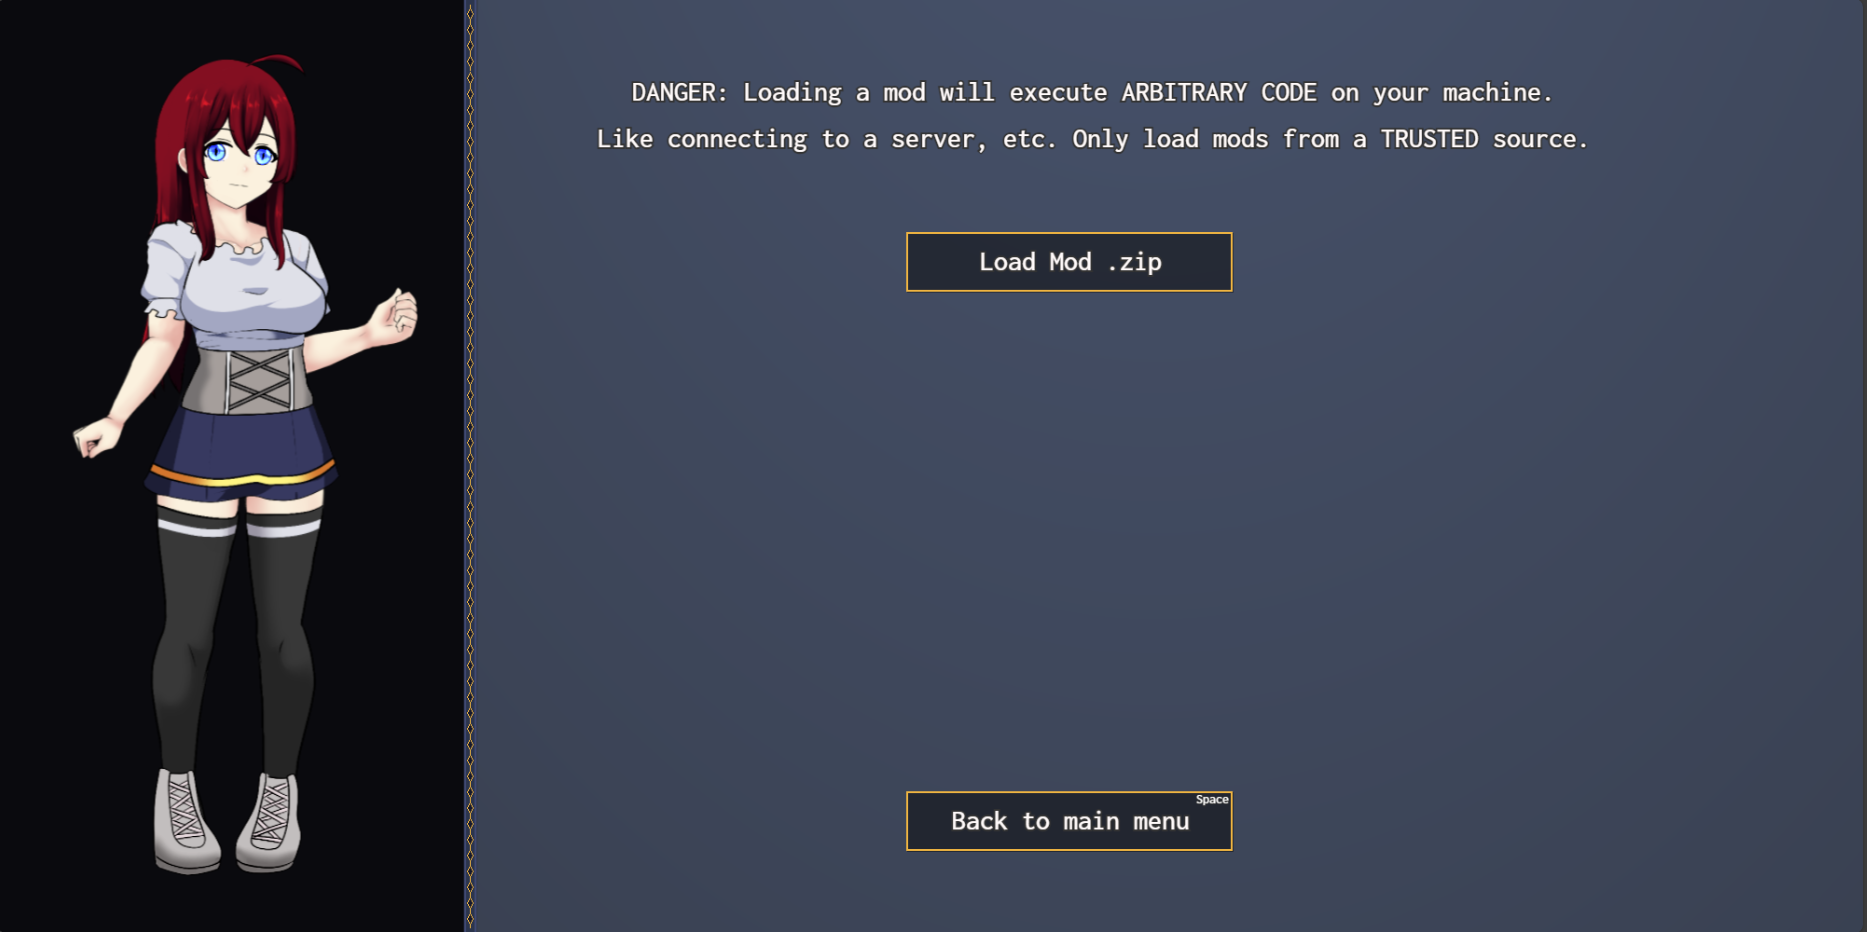 DANGER: Loading a mod will execute ARBITRARY CODE on your machine.
Like connecting to a server, etc. Only load mods from a TRUSTED source.
Load Mod .zip
Space
Back to main menu